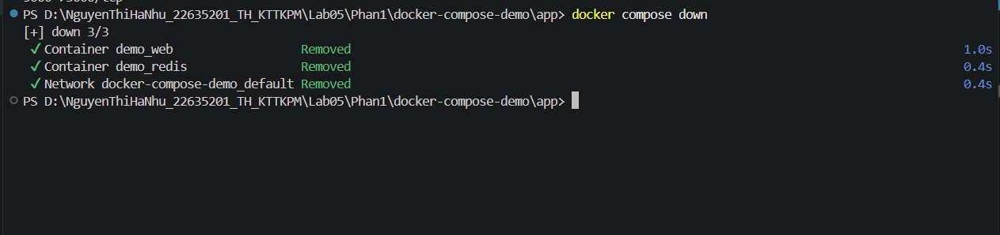 PS D:\NguyenThiHaNhu_22635201_TH_KTTKPM\Lab05\Phan1\docker-compose-demo\app> docker compose down
[+] down 3/3
✓ Container demo_web Removed 1.0s
✓ Container demo_redis Removed 0.4s
✓ Network docker-compose-demo_default Removed 0.4s
PS D:\NguyenThiHaNhu_22635201_TH_KTTKPM\Lab05\Phan1\docker-compose-demo\app>